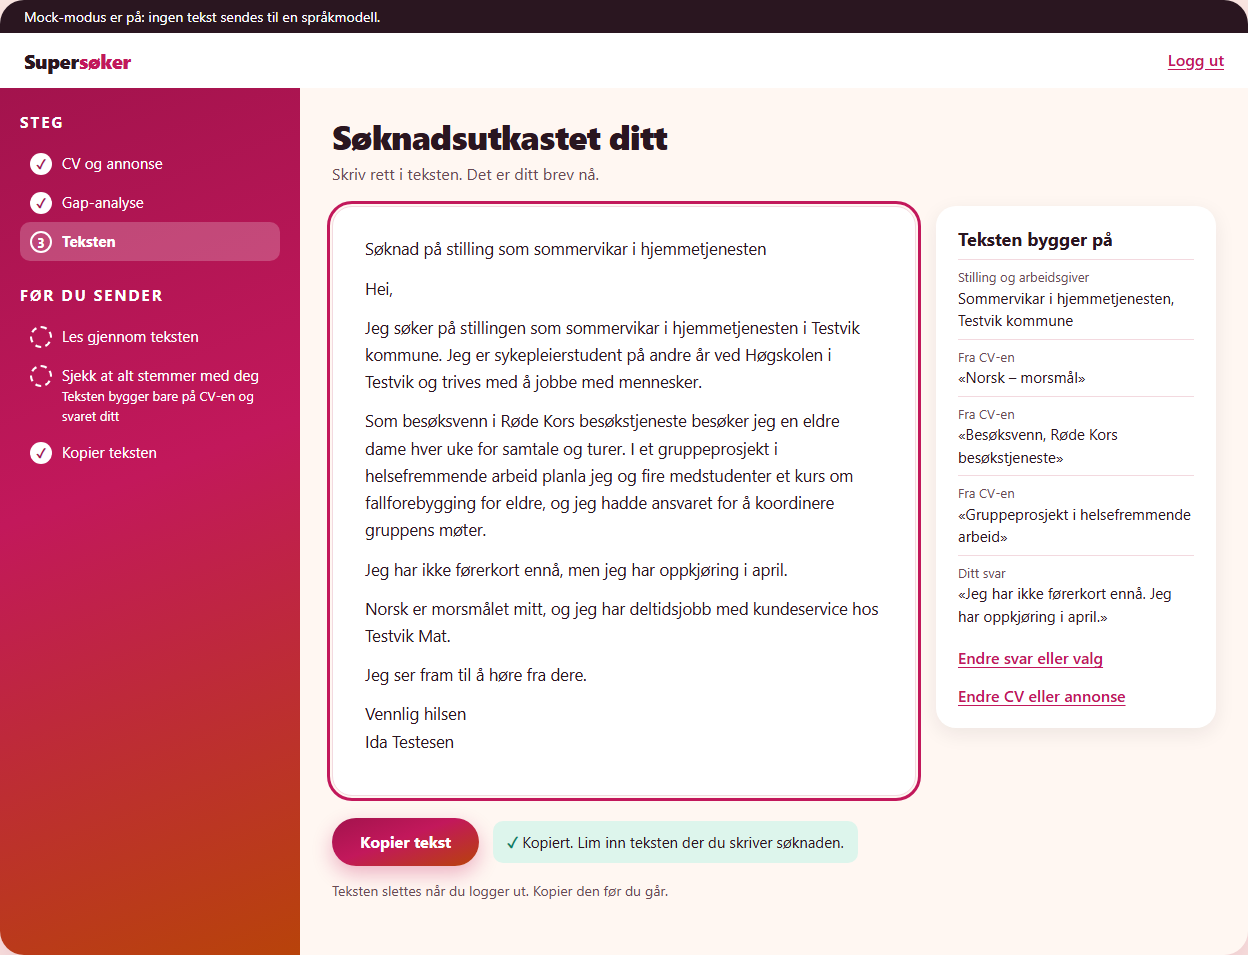 Mock-modus er på: ingen tekst sendes til en språkmodell.
Supersøker
Logg ut
STEG
CV og annonse
Gap-analyse
3 Teksten
FØR DU SENDER
Les gjennom teksten
Sjekk at alt stemmer med deg
Teksten bygger bare på CV-en og
svaret ditt
Kopier teksten
Søknadsutkastet ditt
Skriv rett i teksten. Det er ditt brev nå.
Søknad på stilling som sommervikar i hjemmetjenesten
Hei,
Jeg søker på stillingen som sommervikar i hjemmetjenesten i Testvik
kommune. Jeg er sykepleierstudent på andre år ved Høgskolen i
Testvik og trives med å jobbe med mennesker.
Som besøksvenn i Røde Kors besøkstjeneste besøker jeg en eldre
dame hver uke for samtale og turer. I et gruppeprosjekt i
helsefremmende arbeid planla jeg og fire medstudenter et kurs om
fallforebygging for eldre, og jeg hadde ansvaret for å koordinere
gruppens møter.
Jeg har ikke førerkort ennå, men jeg har oppkjøring i april.
Norsk er morsmålet mitt, og jeg har deltidsjobb med kundeservice hos
Testvik Mat.
Jeg ser fram til å høre fra dere.
Vennlig hilsen
Ida Testesen
Kopier tekst
✓ Kopiert. Lim inn teksten der du skriver søknaden.
Teksten slettes når du logger ut. Kopier den før du går.
Teksten bygger på
Stilling og arbeidsgiver
Sommervikar i hjemmetjenesten,
Testvik kommune
Fra CV-en
«Norsk – morsmål»
Fra CV-en
«Besøksvenn, Røde Kors
besøkstjeneste»
Fra CV-en
«Gruppeprosjekt i helsefremmende
arbeid»
Ditt svar
«Jeg har ikke førerkort ennå. Jeg
har oppkjøring i april.»
Endre svar eller valg
Endre CV eller annonse